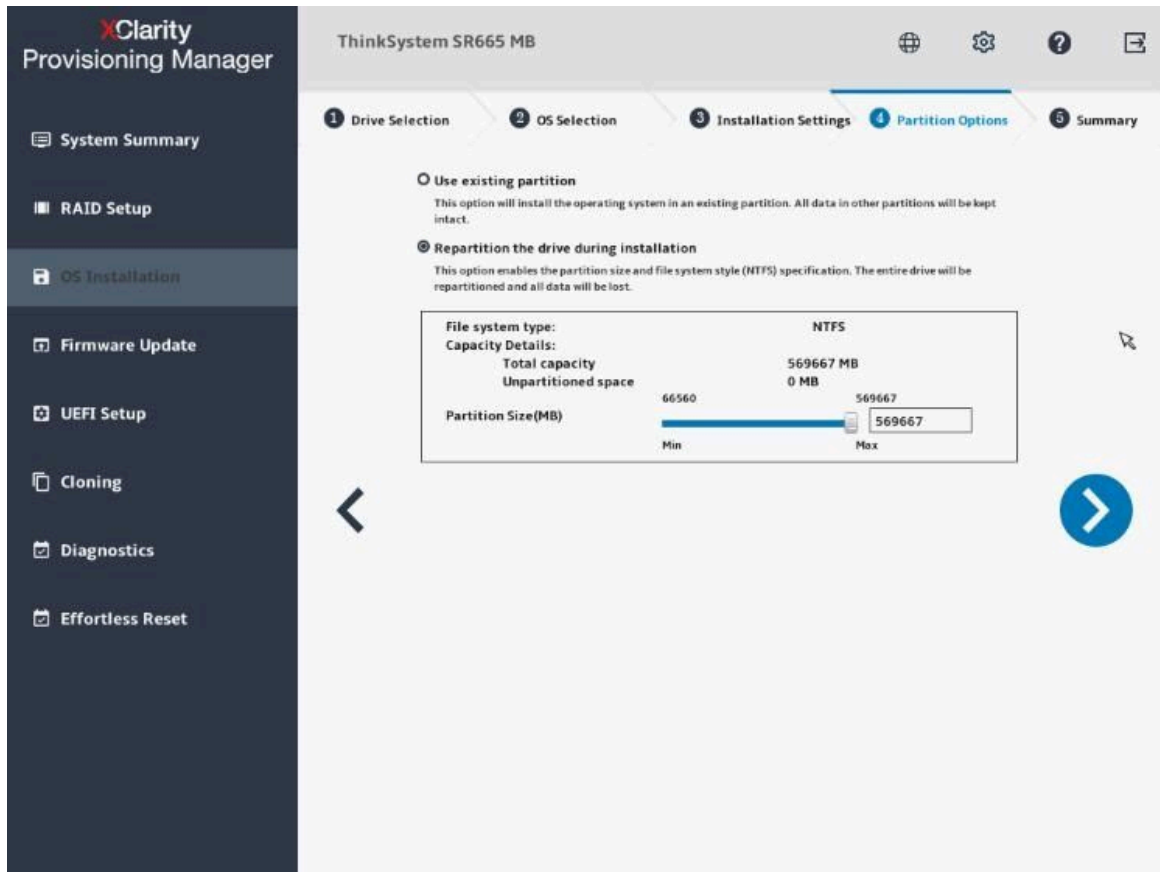 XClarity
Provisioning Manager
System Summary
RAID Setup
OS Installation
Firmware Update
UEFI Setup
Cloning
Diagnostics
Effortless Reset
ThinkSystem SR665 MB
1 Drive Selection
2 OS Selection
3 Installation Settings
4 Partition Options
5 Summary
Use existing partition
This option will install the operating system in an existing partition. All data in other partitions will be kept
intact.
Repartition the drive during installation
This option enables the partition size and file system style (NTFS) specification. The entire drive will be
repartitioned and all data will be lost.
File system type: NTFS
Capacity Details:
Total capacity 569667 MB
Unpartitioned space 0 MB
66560 569667
Partition Size(MB) 569667
Min Max